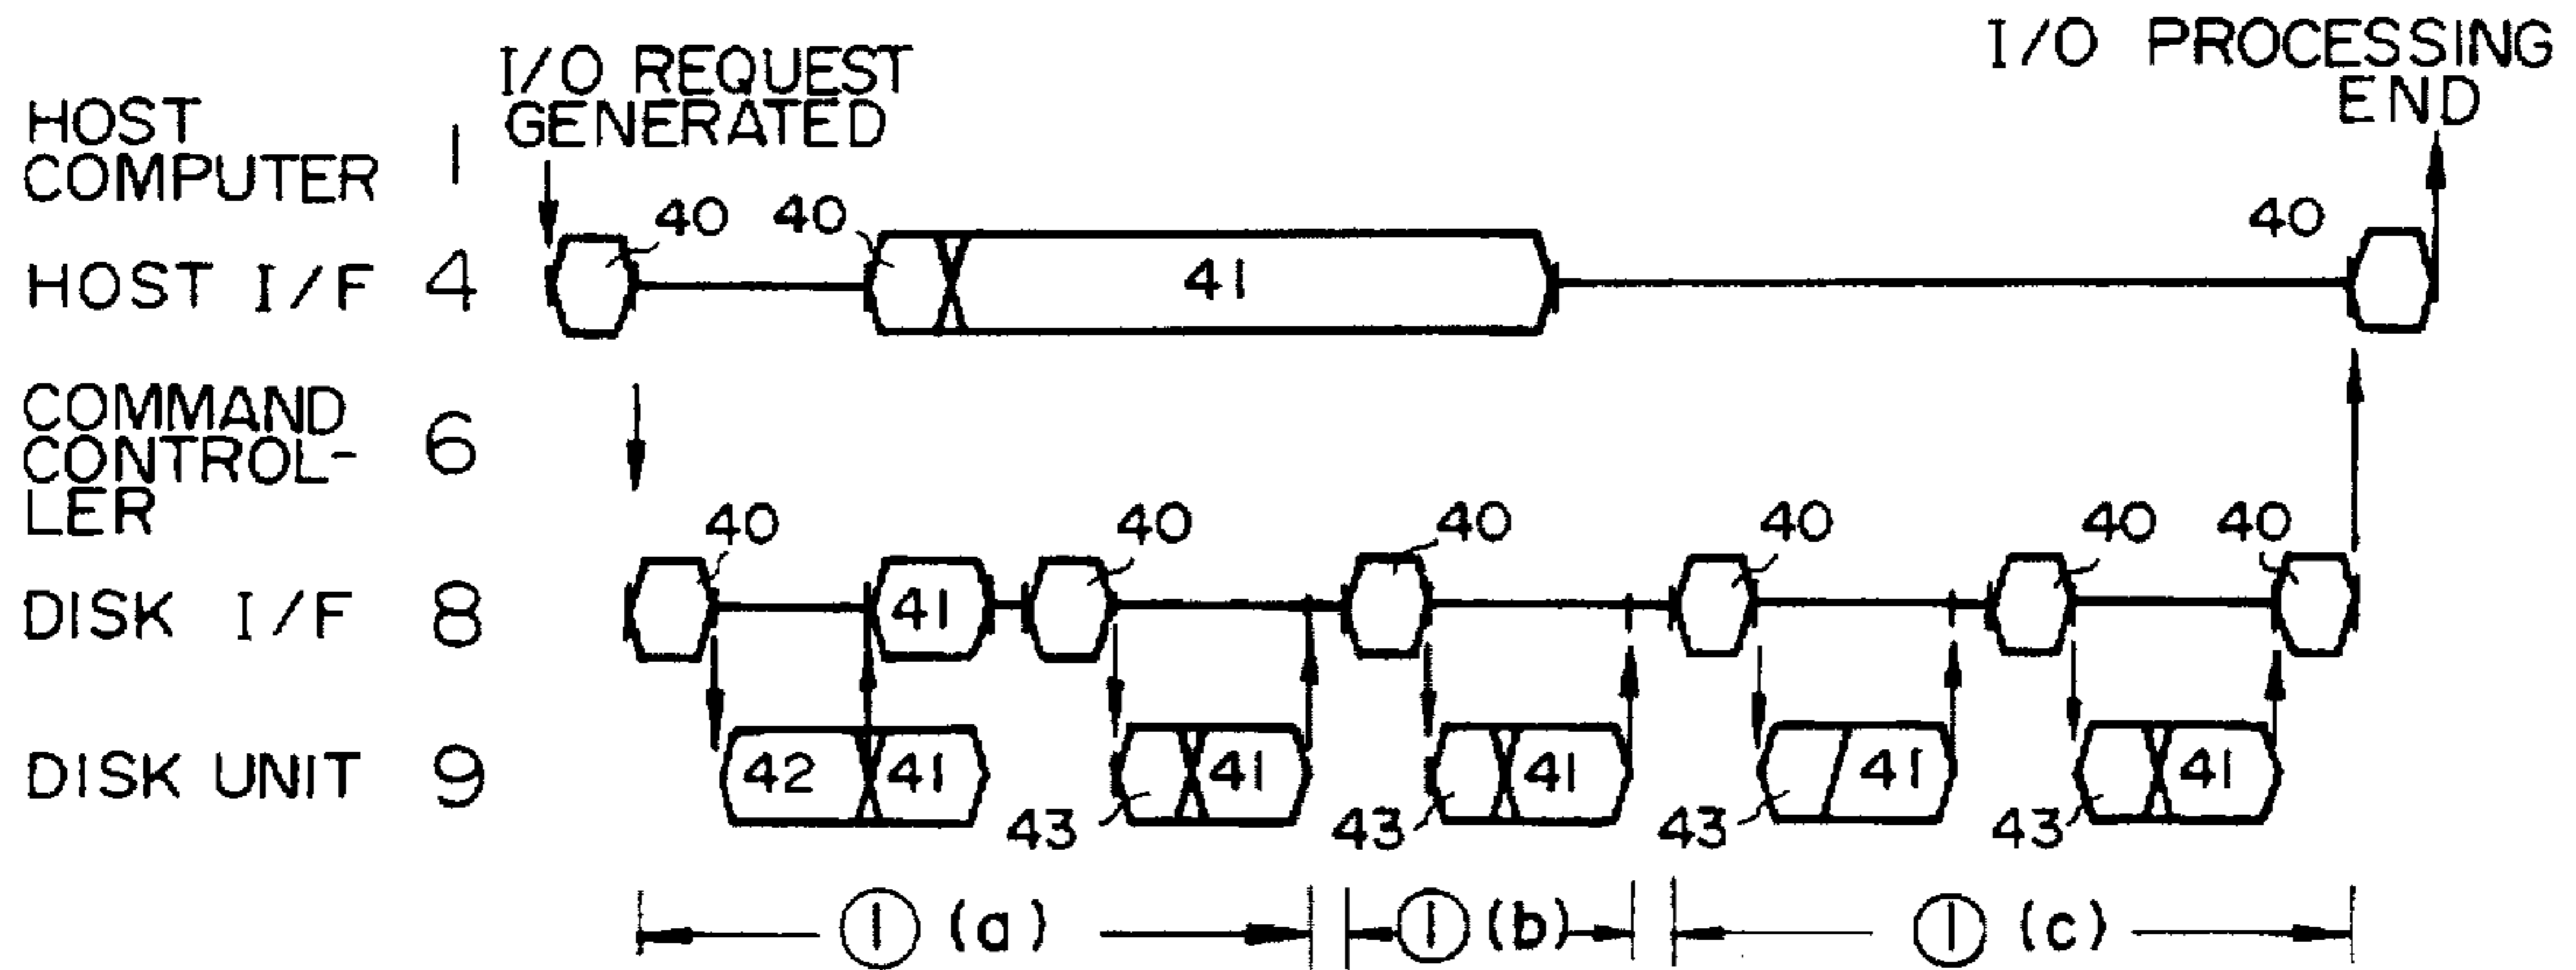 I/O PROCESSING
END
I/O REQUEST
GENERATED
HOST
COMPUTER 1
40 40 40
HOST I/F 4 41
COMMAND
CONTROL-
LER 6
40 40 40 40 40 40
DISK I/F 8 41
DISK UNIT 9 42 41 41 41 41 41
43 43 43 43
① (a) ① (b) ① (c)